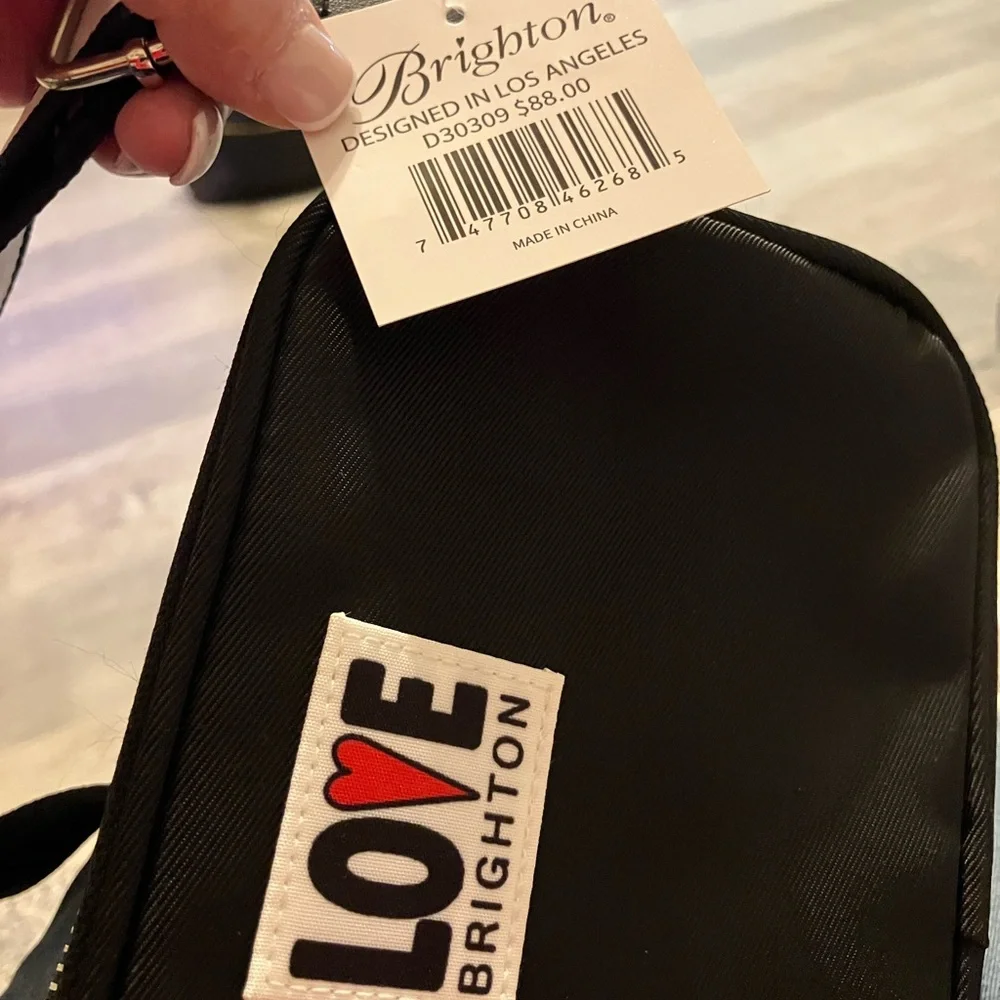 Brighton®
DESIGNED IN LOS ANGELES
D30309 $88.00
7 47708 46268 5
MADE IN CHINA
LOVE
BRIGHTON